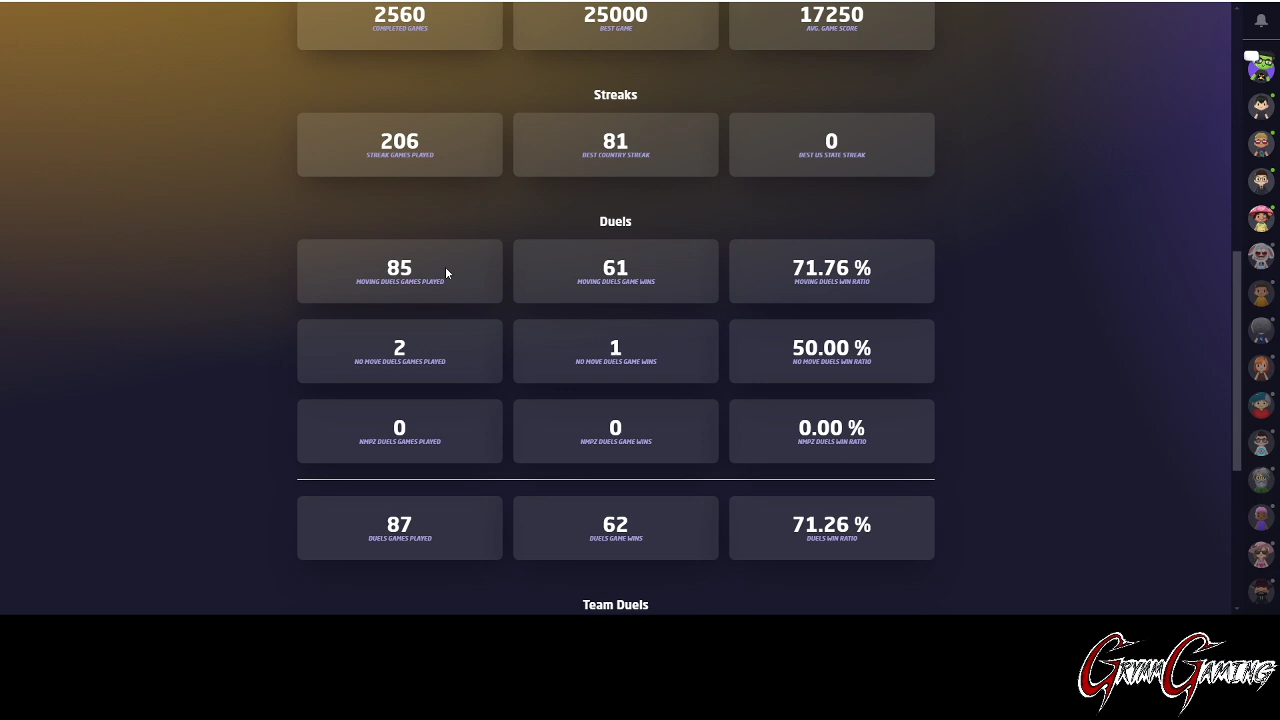 2560 25000 17250
COMPLETED GAMES BEST GAME AVG. GAME SCORE
Streaks
206 81 0
STREAK GAMES PLAYED BEST COUNTRY STREAK BEST US STATE STREAK
Duels
85 61 71.76 %
MOVING DUELS GAMES PLAYED MOVING DUELS GAME WINS MOVING DUELS WIN RATIO
2 1 50.00 %
NO MOVE DUELS GAMES PLAYED NO MOVE DUELS GAME WINS NO MOVE DUELS WIN RATIO
0 0 0.00 %
NMPZ DUELS GAMES PLAYED NMPZ DUELS GAME WINS NMPZ DUELS WIN RATIO
87 62 71.26 %
DUELS GAMES PLAYED DUELS GAME WINS DUELS WIN RATIO
Team Duels
GRIMMGAMING